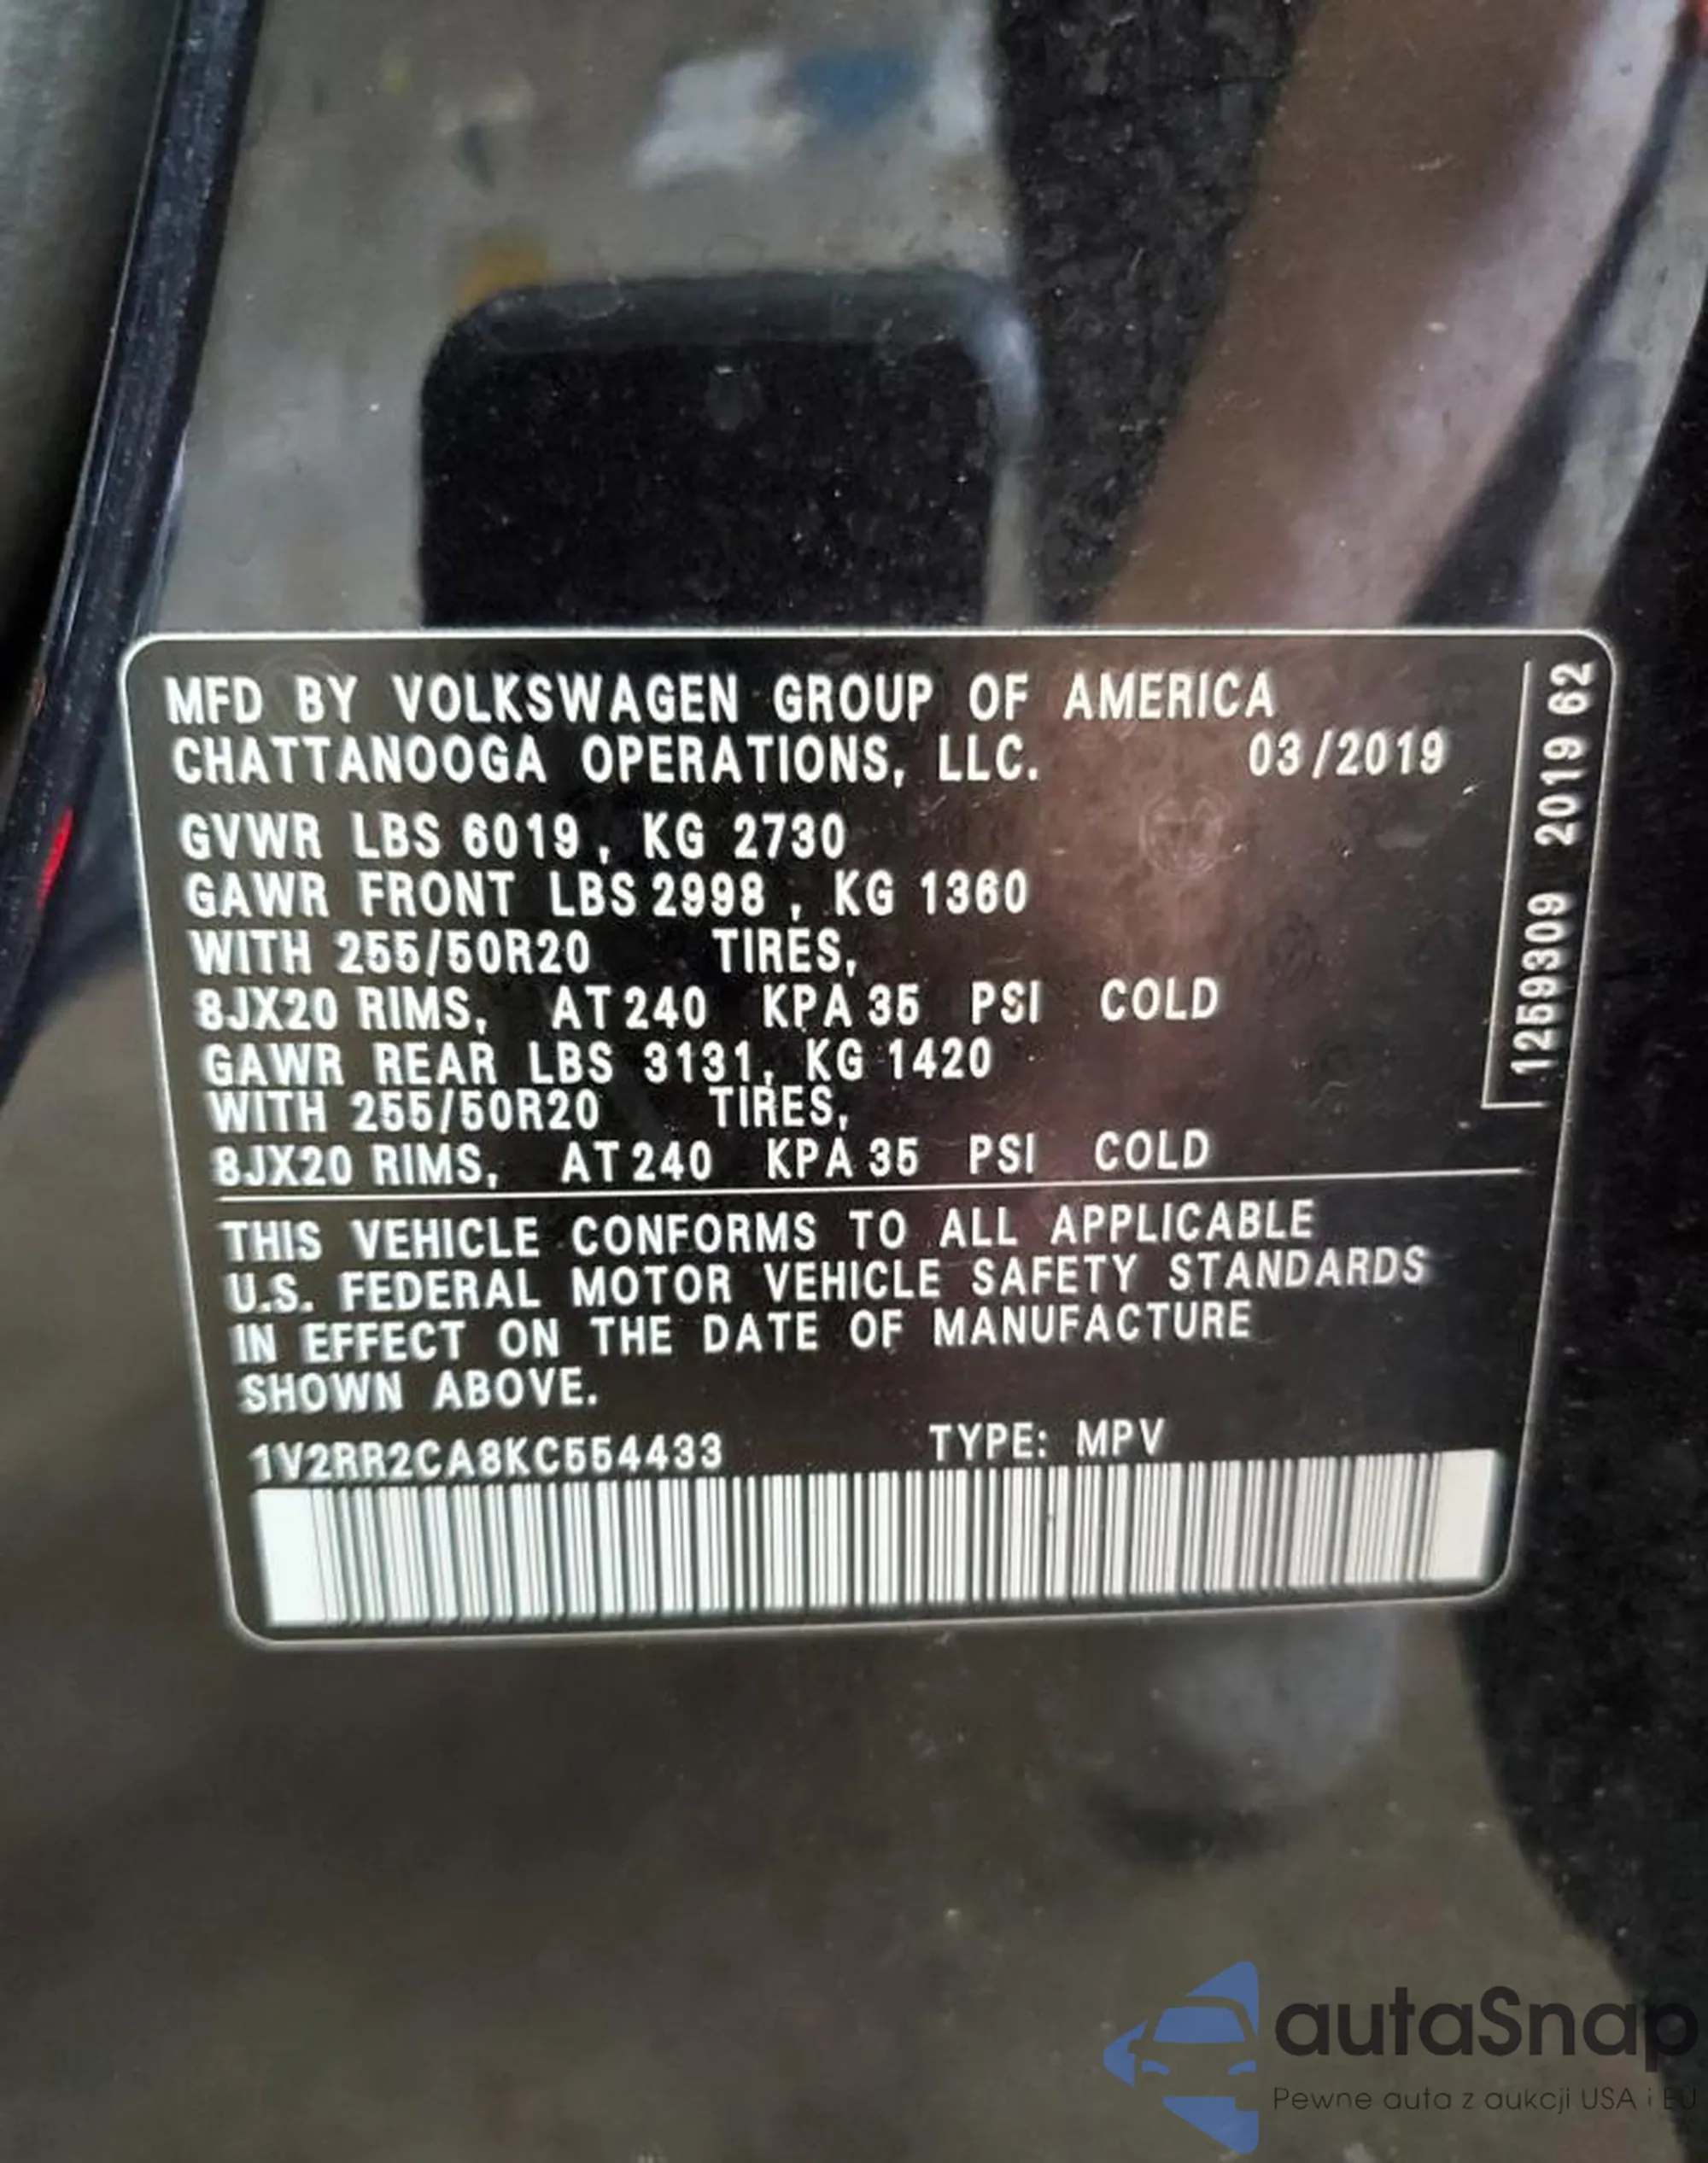 MFD BY VOLKSWAGEN GROUP OF AMERICA
CHATTANOOGA OPERATIONS, LLC. 03/2019
GVWR LBS 6019, KG 2730
GAWR FRONT LBS 2998 , KG 1360
WITH 255/50R20 TIRES,
8JX20 RIMS, AT 240 KPA 35 PSI COLD
GAWR REAR LBS 3131, KG 1420
WITH 255/50R20 TIRES,
8JX20 RIMS, AT 240 KPA 35 PSI COLD
THIS VEHICLE CONFORMS TO ALL APPLICABLE
U.S. FEDERAL MOTOR VEHICLE SAFETY STANDARDS
IN EFFECT ON THE DATE OF MANUFACTURE
SHOWN ABOVE.
1V2RR2CA8KC554433 TYPE: MPV
1259309 2019 62
autaSnap
Pewne auta z aukcji USA i EU